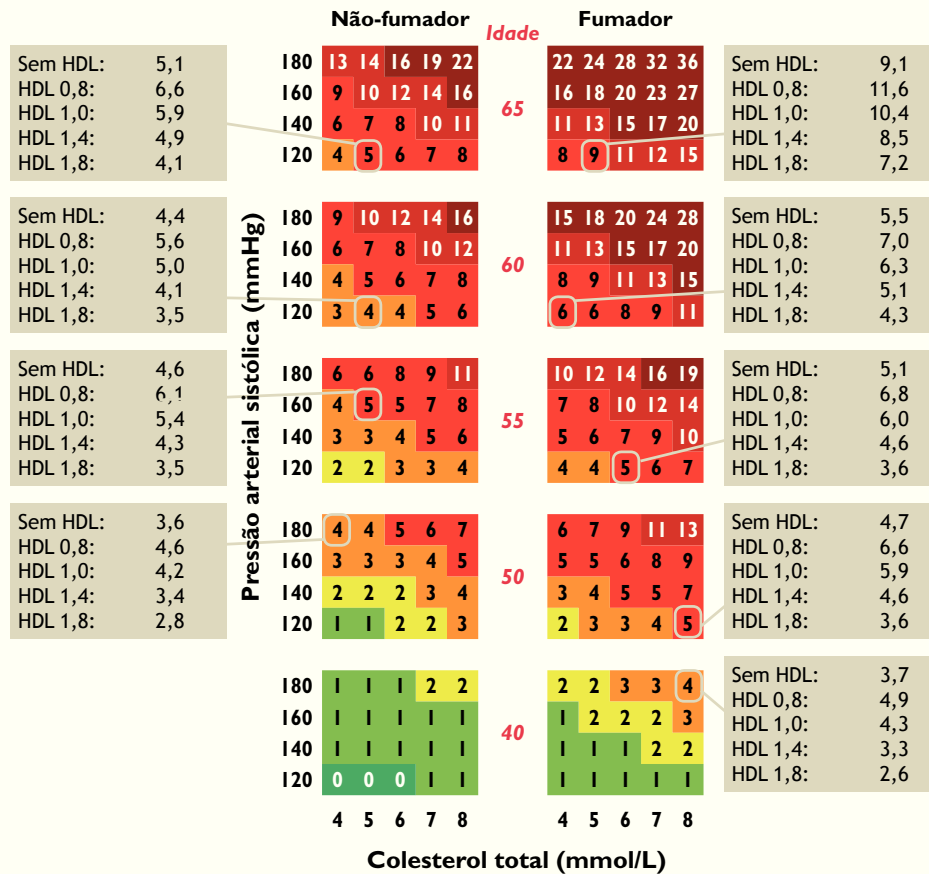 Não-fumador Fumador
Idade
Sem HDL: 5,1
HDL 0,8: 6,6
HDL 1,0: 5,9
HDL 1,4: 4,9
HDL 1,8: 4,1
180 13 14 16 19 22 22 24 28 32 36
160 9 10 12 14 16 16 18 20 23 27
140 6 7 8 10 11 11 13 15 17 20
120 4 5 6 7 8 8 9 11 12 15
65
Sem HDL: 9,1
HDL 0,8: 11,6
HDL 1,0: 10,4
HDL 1,4: 8,5
HDL 1,8: 7,2
Sem HDL: 4,4
HDL 0,8: 5,6
HDL 1,0: 5,0
HDL 1,4: 4,1
HDL 1,8: 3,5
180 9 10 12 14 16 15 18 20 24 28
160 6 7 8 10 12 11 13 15 17 20
140 4 5 6 7 8 8 9 11 13 15
120 3 4 4 5 6 6 6 8 9 11
60
Sem HDL: 5,5
HDL 0,8: 7,0
HDL 1,0: 6,3
HDL 1,4: 5,1
HDL 1,8: 4,3
Sem HDL: 4,6
HDL 0,8: 6,1
HDL 1,0: 5,4
HDL 1,4: 4,3
HDL 1,8: 3,5
180 6 6 8 9 11 10 12 14 16 19
160 4 5 5 7 8 7 8 10 12 14
140 3 3 4 5 6 5 6 7 9 10
120 2 2 3 3 4 4 4 5 6 7
55
Sem HDL: 5,1
HDL 0,8: 6,8
HDL 1,0: 6,0
HDL 1,4: 4,6
HDL 1,8: 3,6
Sem HDL: 3,6
HDL 0,8: 4,6
HDL 1,0: 4,2
HDL 1,4: 3,4
HDL 1,8: 2,8
180 4 4 5 6 7 6 7 9 11 13
160 3 3 3 4 5 5 5 6 8 9
140 2 2 2 3 4 3 4 5 5 7
120 1 1 2 2 3 2 3 3 4 5
50
Sem HDL: 4,7
HDL 0,8: 6,6
HDL 1,0: 5,9
HDL 1,4: 4,6
HDL 1,8: 3,6
180 1 1 1 2 2 2 2 3 3 4
160 1 1 1 1 1 1 2 2 2 3
140 1 1 1 1 1 1 1 1 2 2
120 0 0 0 1 1 1 1 1 1 1
40
Sem HDL: 3,7
HDL 0,8: 4,9
HDL 1,0: 4,3
HDL 1,4: 3,3
HDL 1,8: 2,6
4 5 6 7 8 4 5 6 7 8
Pressão arterial sistólica (mmHg)
Colesterol total (mmol/L)